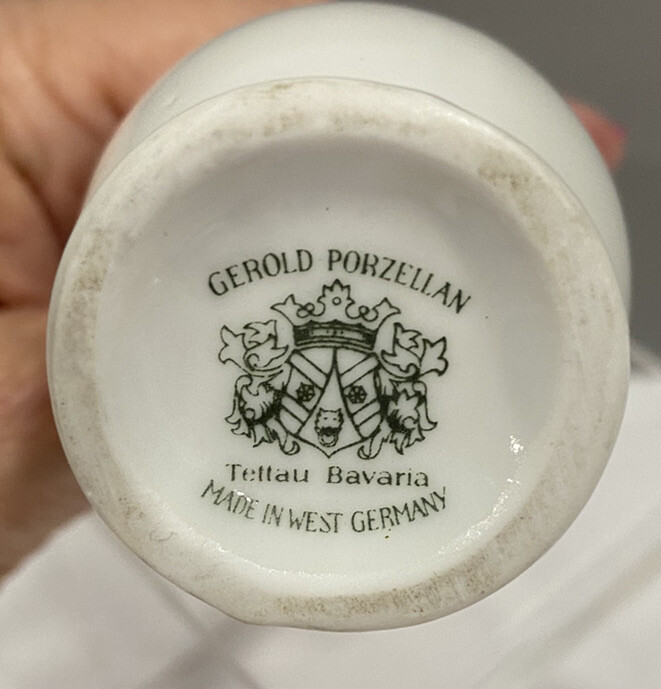 GEROLD PORZELLAN
Tettau Bavaria
MADE IN WEST GERMANY